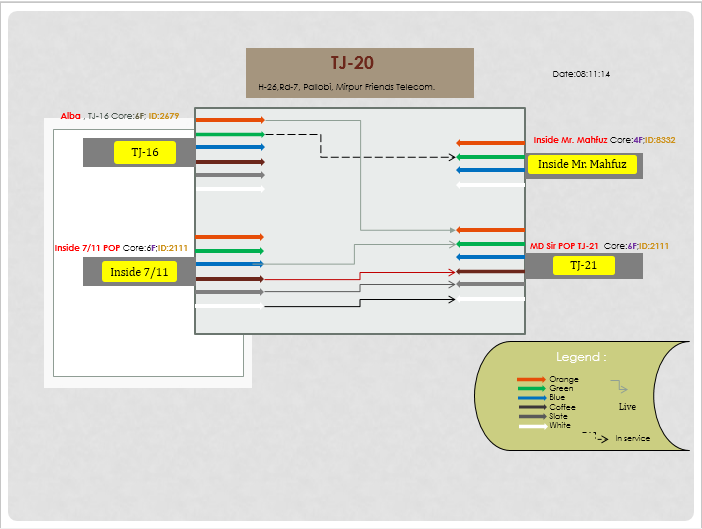 TJ-20
H-26,Rd-7, Pallobi, Mirpur Friends Telecom.
Date:08:11:14
Alba , TJ-16 Core:6F; ID:2679
TJ-16
Inside Mr. Mahfuz Core:4F;ID:8332
Inside Mr. Mahfuz
Inside 7/11 POP Core:6F;ID:2111
Inside 7/11
MD Sir POP TJ-21 Core:6F;ID:2111
TJ-21
Legend :
Orange
Green
Blue
Coffee
Slate
White
Live
In service